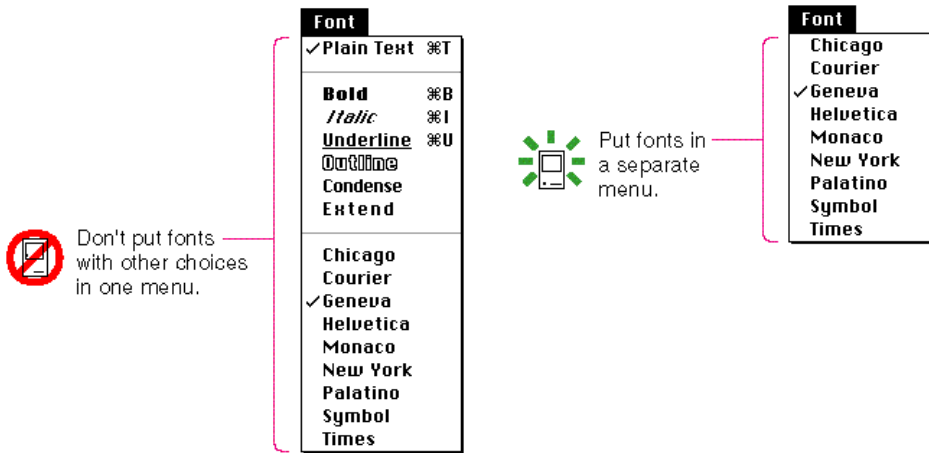 Font
✓Plain Text ⌘T
Bold ⌘B
Italic ⌘I
Underline ⌘U
Outline
Condense
Extend
Chicago
Courier
✓Geneva
Helvetica
Monaco
New York
Palatino
Symbol
Times
Don't put fonts
with other choices
in one menu.
Font
Chicago
Courier
✓Geneva
Helvetica
Monaco
New York
Palatino
Symbol
Times
Put fonts in
a separate
menu.